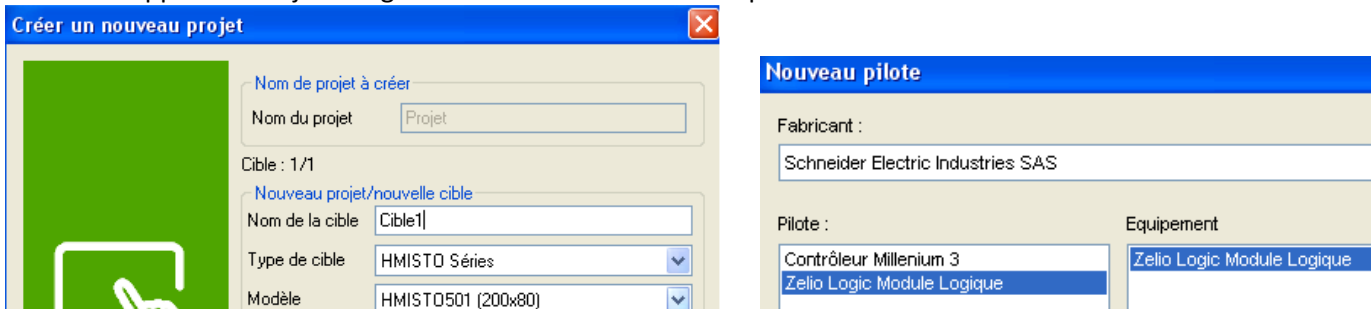 Créer un nouveau projet
Nom de projet à créer
Nom du projet Projet
Cible : 1/1
Nouveau projet/nouvelle cible
Nom de la cible Cible1
Type de cible HMISTO Séries
Modèle HMISTO501 (200x80)
Nouveau pilote
Fabricant :
Schneider Electric Industries SAS
Pilote :
Contrôleur Millenium 3
Zelio Logic Module Logique
Equipement
Zelio Logic Module Logique